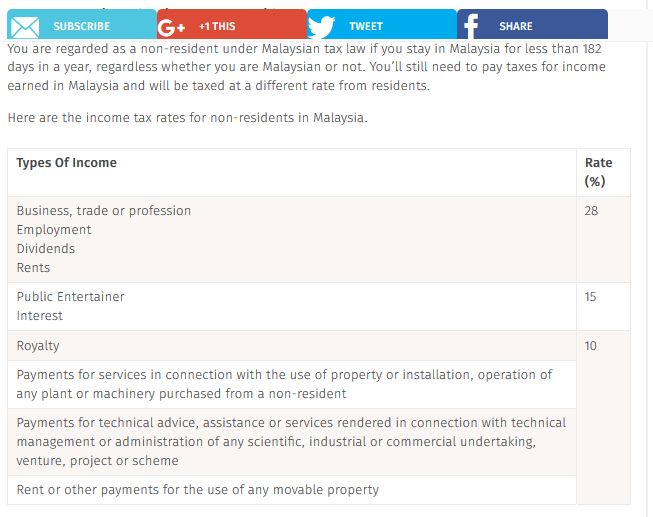 SUBSCRIBE
+1 THIS
TWEET
SHARE
You are regarded as a non-resident under Malaysian tax law if you stay in Malaysia for less than 182
days in a year, regardless whether you are Malaysian or not. You'll still need to pay taxes for income
earned in Malaysia and will be taxed at a different rate from residents.
Here are the income tax rates for non-residents in Malaysia.
Types Of Income
Rate
(%)
Business, trade or profession
Employment
Dividends
Rents
28
Public Entertainer
Interest
15
Royalty
10
Payments for services in connection with the use of property or installation, operation of
any plant or machinery purchased from a non-resident
Payments for technical advice, assistance or services rendered in connection with technical
management or administration of any scientific, industrial or commercial undertaking,
venture, project or scheme
Rent or other payments for the use of any movable property